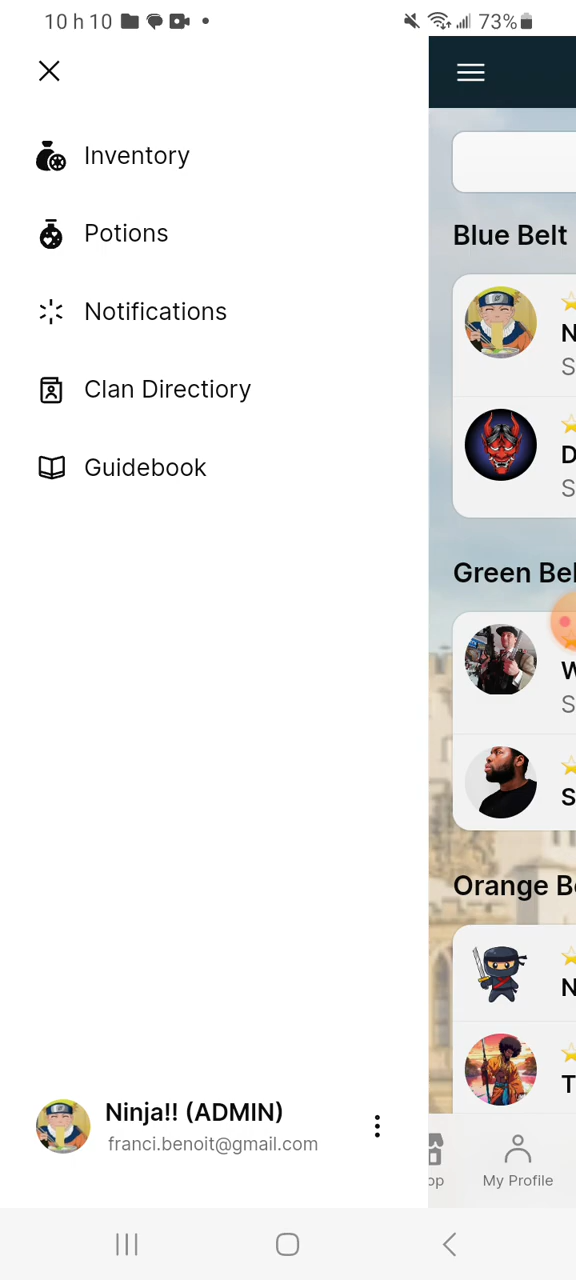 10 h 10
73%
Inventory
Potions
Notifications
Clan Directiory
Guidebook
Ninja!! (ADMIN)
franci.benoit@gmail.com
Blue Belt
N
S
D
S
Green Bel
W
S
S
Orange Be
N
T
op
My Profile